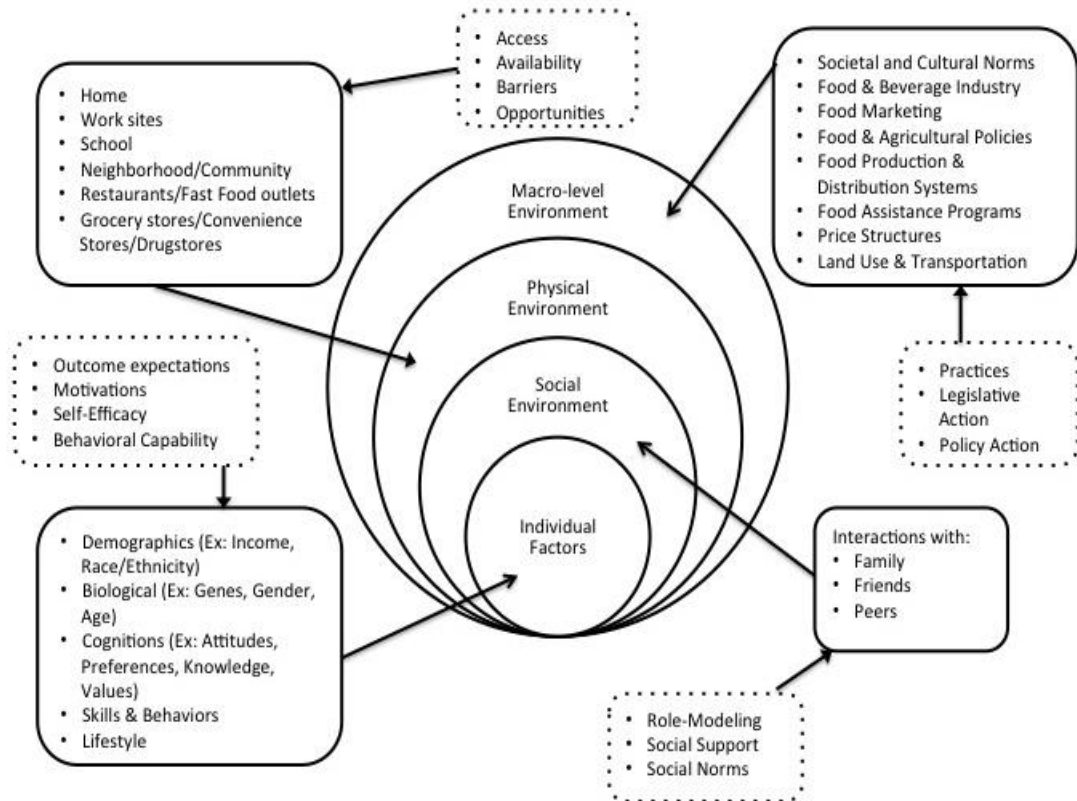 • Access
• Availability
• Barriers
• Opportunities
• Home
• Work sites
• School
• Neighborhood/Community
• Restaurants/Fast Food outlets
• Grocery stores/Convenience
Stores/Drugstores
• Societal and Cultural Norms
• Food & Beverage Industry
• Food Marketing
• Food & Agricultural Policies
• Food Production &
Distribution Systems
• Food Assistance Programs
• Price Structures
• Land Use & Transportation
Macro-level
Environment
Physical
Environment
Social
Environment
Individual
Factors
• Outcome expectations
• Motivations
• Self-Efficacy
• Behavioral Capability
• Practices
• Legislative
Action
• Policy Action
• Demographics (Ex: Income,
Race/Ethnicity)
• Biological (Ex: Genes, Gender,
Age)
• Cognitions (Ex: Attitudes,
Preferences, Knowledge,
Values)
• Skills & Behaviors
• Lifestyle
Interactions with:
• Family
• Friends
• Peers
• Role-Modeling
• Social Support
• Social Norms